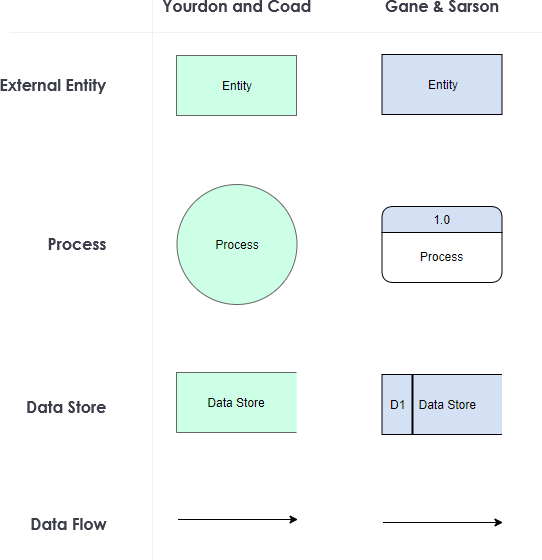 Yourdon and Coad
Gane & Sarson
External Entity
Entity
Entity
Process
Process
1.0
Process
Data Store
Data Store
D1
Data Store
Data Flow